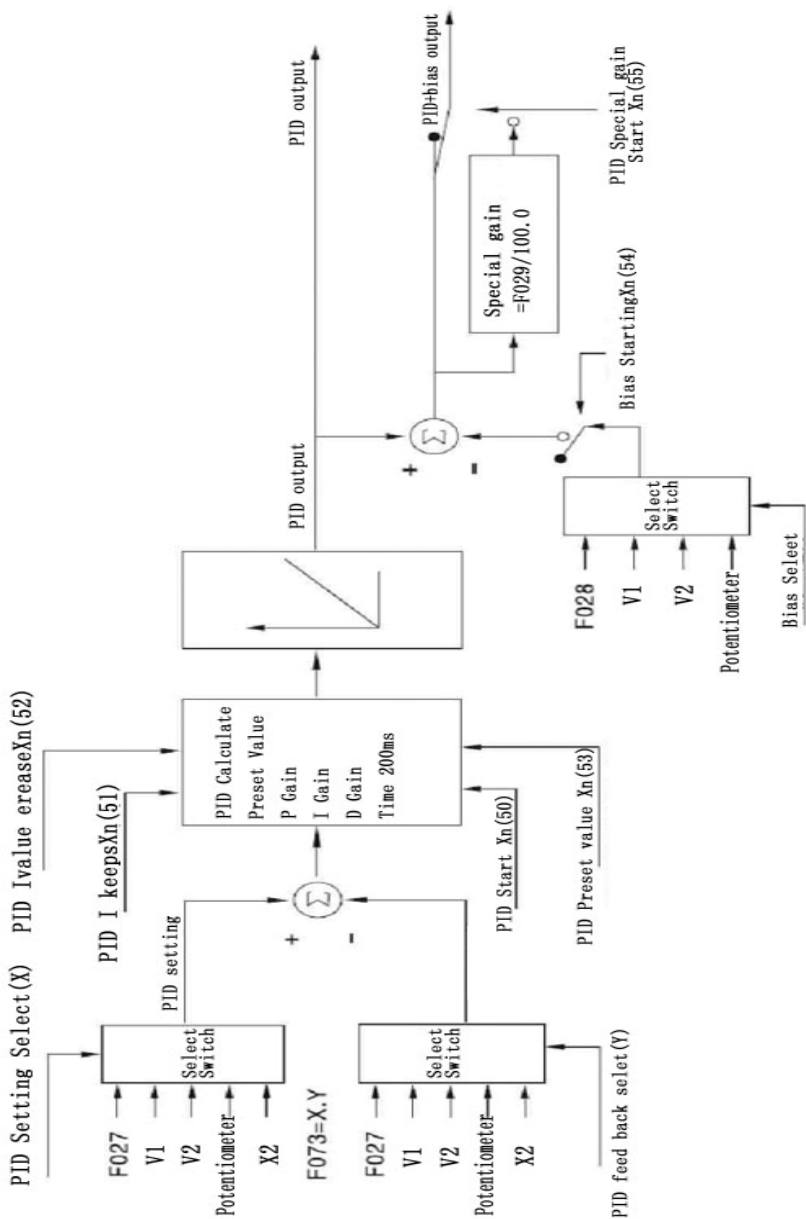 PID Setting Select(X)
F027
V1
V2
Potentiometer
X2
Select
Switch
F073=X.Y
F027
V1
V2
Potentiometer
X2
Select
Switch
PID feed back selet(Y)
PID setting
+
-
Σ
PID Ivalue ereaseXn(52)
PID I keepsXn(51)
PID Calculate
Preset Value
P Gain
I Gain
D Gain
Time 200ms
PID Start Xn(50)
PID Preset value Xn(53)
PID output
PID output
+
-
Σ
F028
V1
V2
Potentiometer
Select
Switch
Bias Seleet
Bias StartingXn(54)
Special gain
=F029/100.0
PID+bias output
PID Special gain
Start Xn(55)